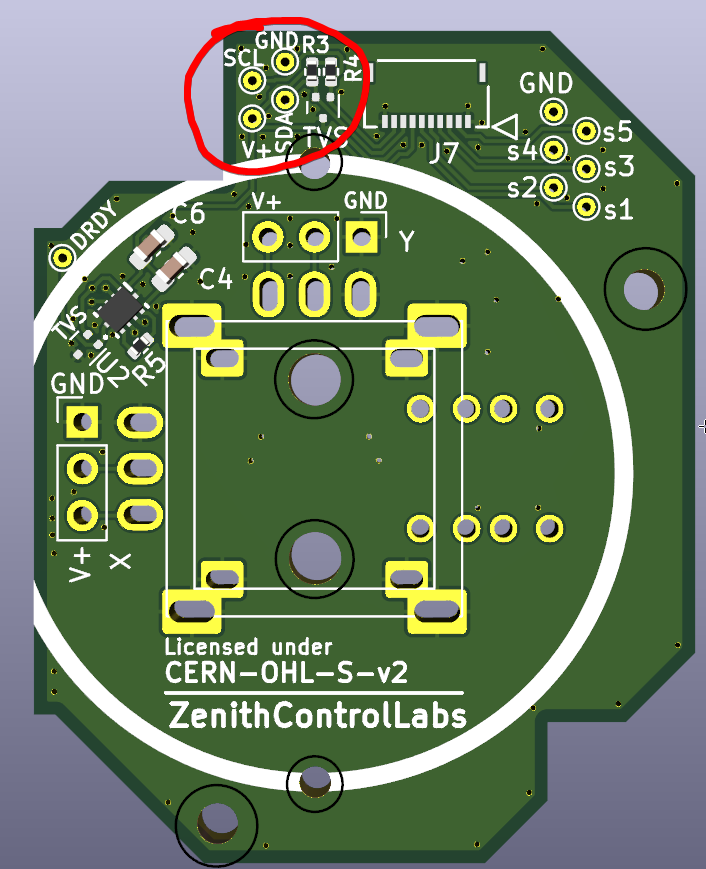 GND R3
SCL
R4
SDA
TVS
V+
J7
GND
s5
s4
s3
s2
s1
DRDY
C6
V+
GND
Y
C4
TVS
U2
R5
GND
V+
X
Licensed under
CERN-OHL-S-v2
ZenithControlLabs